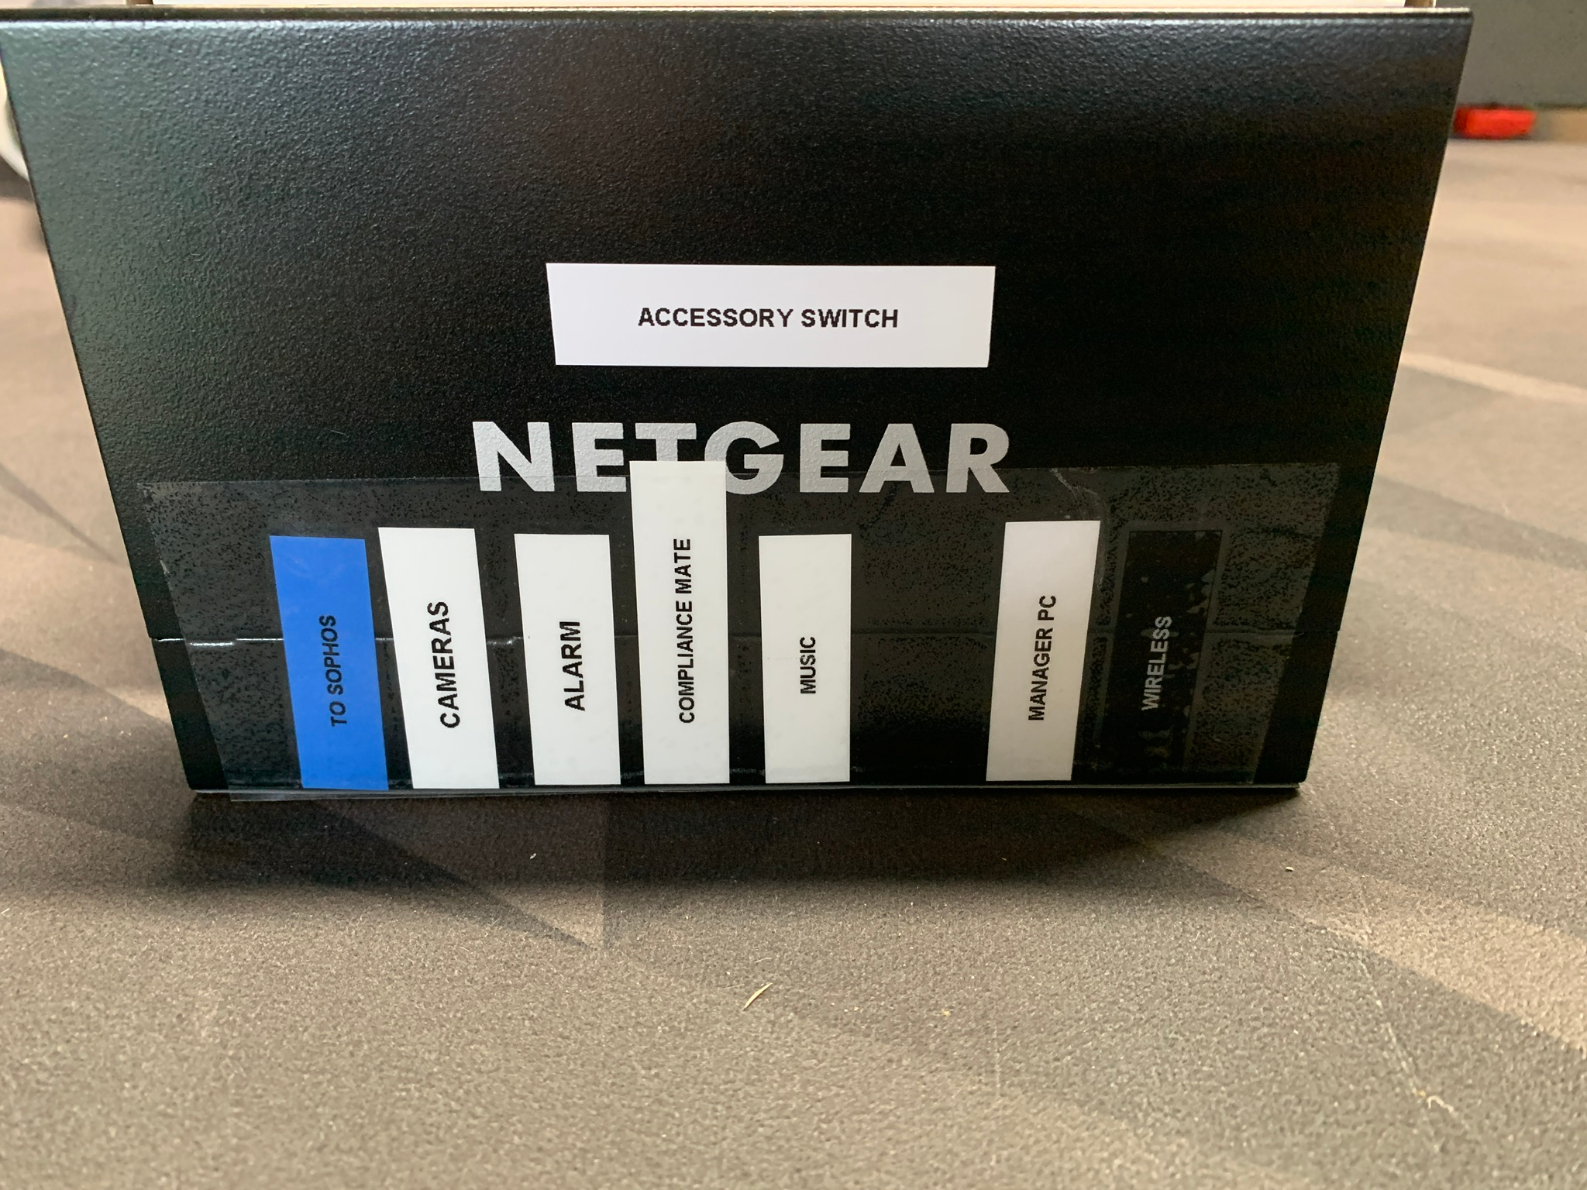 ACCESSORY SWITCH
NETGEAR
TO SOPHOS
CAMERAS
ALARM
COMPLIANCE MATE
MUSIC
MANAGER PC
WIRELESS